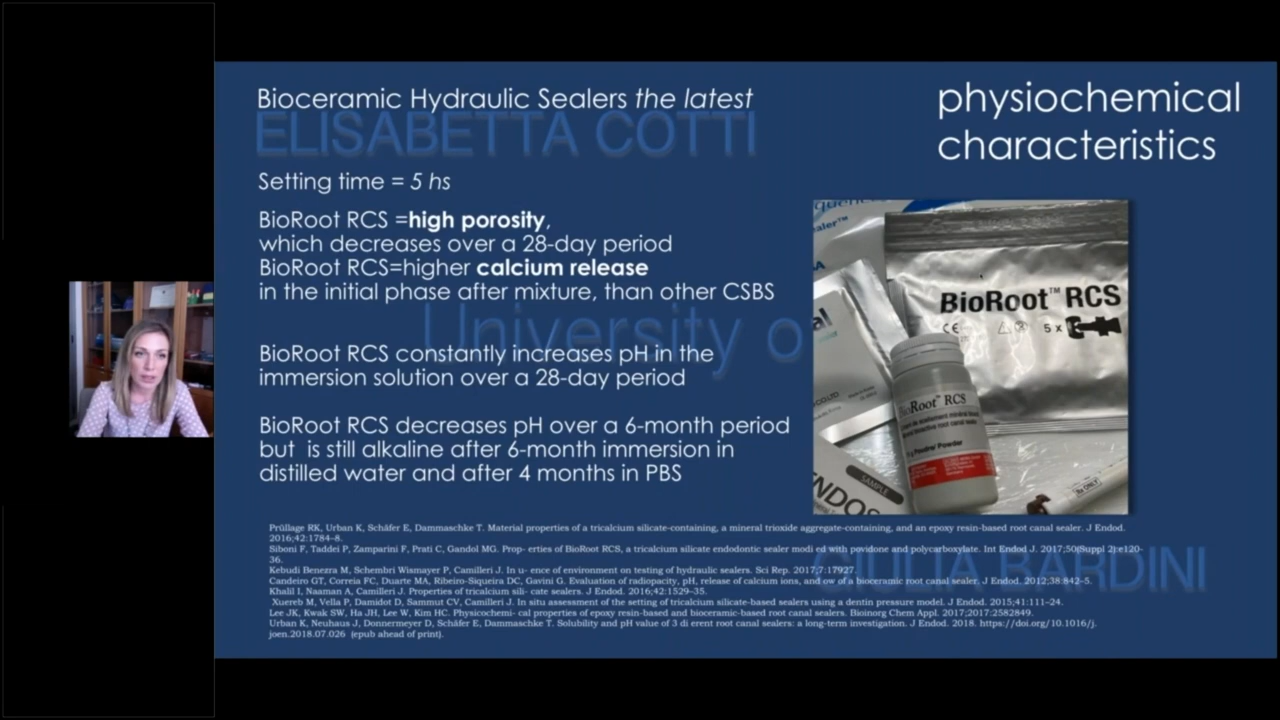 Bioceramic Hydraulic Sealers the latest
physiochemical
characteristics
ELISABETTA COTTI
Setting time = 5 hs
BioRoot RCS =high porosity,
which decreases over a 28-day period
BioRoot RCS=higher calcium release
in the initial phase after mixture, than other CSBS
University o
BioRoot RCS constantly increases pH in the
immersion solution over a 28-day period
BioRoot RCS decreases pH over a 6-month period
but is still alkaline after 6-month immersion in
distilled water and after 4 months in PBS
BioRoot™ RCS
CE
5 x
BioRoot™ RCS
Poudre/ Powder
ENDOS
SAMPLE
Rx ONLY
GIULIA BARDINI
Prüllage RK, Urban K, Schäfer E, Dammaschke T. Material properties of a tricalcium silicate-containing, a mineral trioxide aggregate-containing, and an epoxy resin-based root canal sealer. J Endod.
2016;42:1784–8.
Siboni F, Taddei P, Zamparini F, Prati C, Gandol MG. Prop- erties of BioRoot RCS, a tricalcium silicate endodontic sealer modi ed with povidone and polycarboxylate. Int Endod J. 2017;50(Suppl 2):e120-
36.
Kebudi Benezra M, Schembri Wismayer P, Camilleri J. In u- ence of environment on testing of hydraulic sealers. Sci Rep. 2017;7:17927.
Candeiro GT, Correia FC, Duarte MA, Ribeiro-Siqueira DC, Gavini G. Evaluation of radiopacity, pH, release of calcium ions, and ow of a bioceramic root canal sealer. J Endod. 2012;38:842–5.
Khalil I, Naaman A, Camilleri J. Properties of tricalcium sili- cate sealers. J Endod. 2016;42:1529–35.
Xuereb M, Vella P, Damidot D, Sammut CV, Camilleri J. In situ assessment of the setting of tricalcium silicate-based sealers using a dentin pressure model. J Endod. 2015;41:111–24.
Lee JK, Kwak SW, Ha JH, Lee W, Kim HC. Physicochemi- cal properties of epoxy resin-based and bioceramic-based root canal sealers. Bioinorg Chem Appl. 2017;2017:2582849.
Urban K, Neuhaus J, Donnermeyer D, Schäfer E, Dammaschke T. Solubility and pH value of 3 di erent root canal sealers: a long-term investigation. J Endod. 2018. https://doi.org/10.1016/j.
joen.2018.07.026 (epub ahead of print).